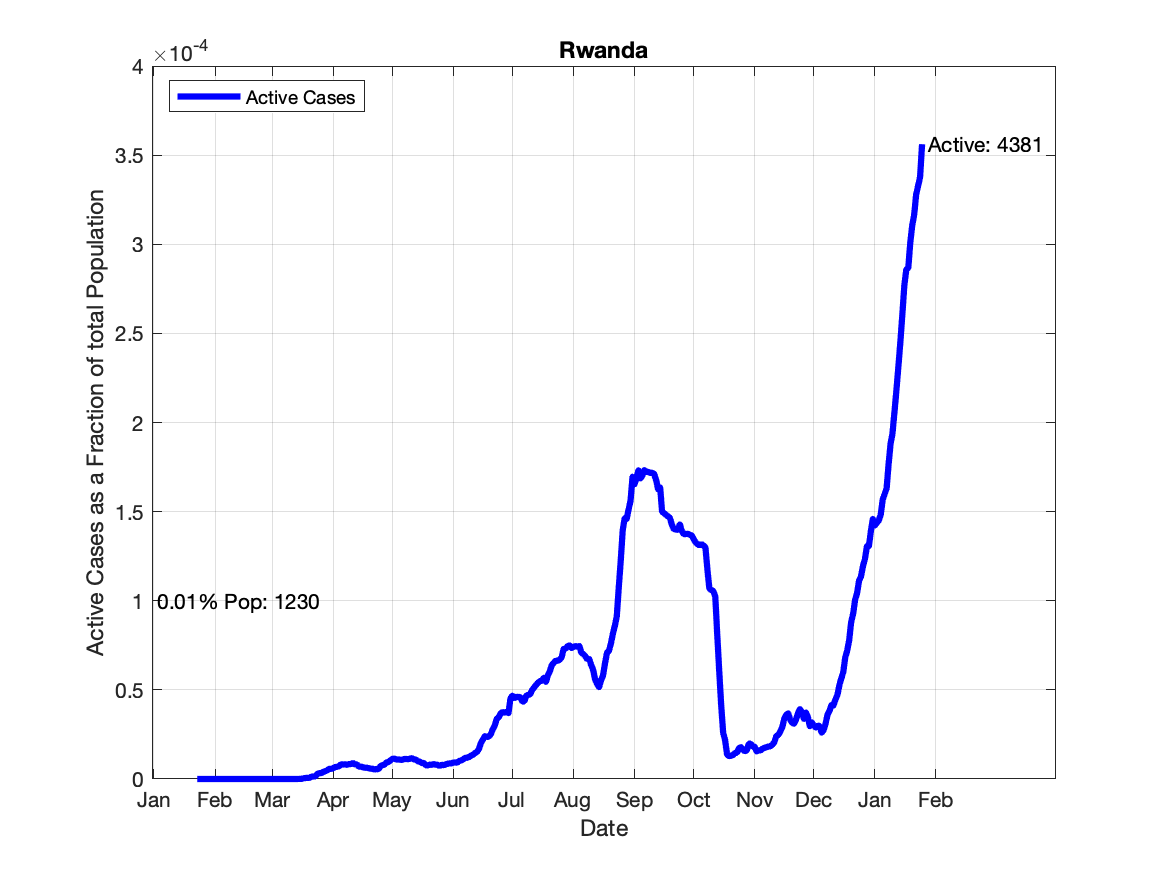 Rwanda
×10-4
Active Cases
Active: 4381
0.01% Pop: 1230
4
3.5
3
2.5
2
1.5
1
0.5
0
Active Cases as a Fraction of total Population
Jan Feb Mar Apr May Jun Jul Aug Sep Oct Nov Dec Jan Feb
Date